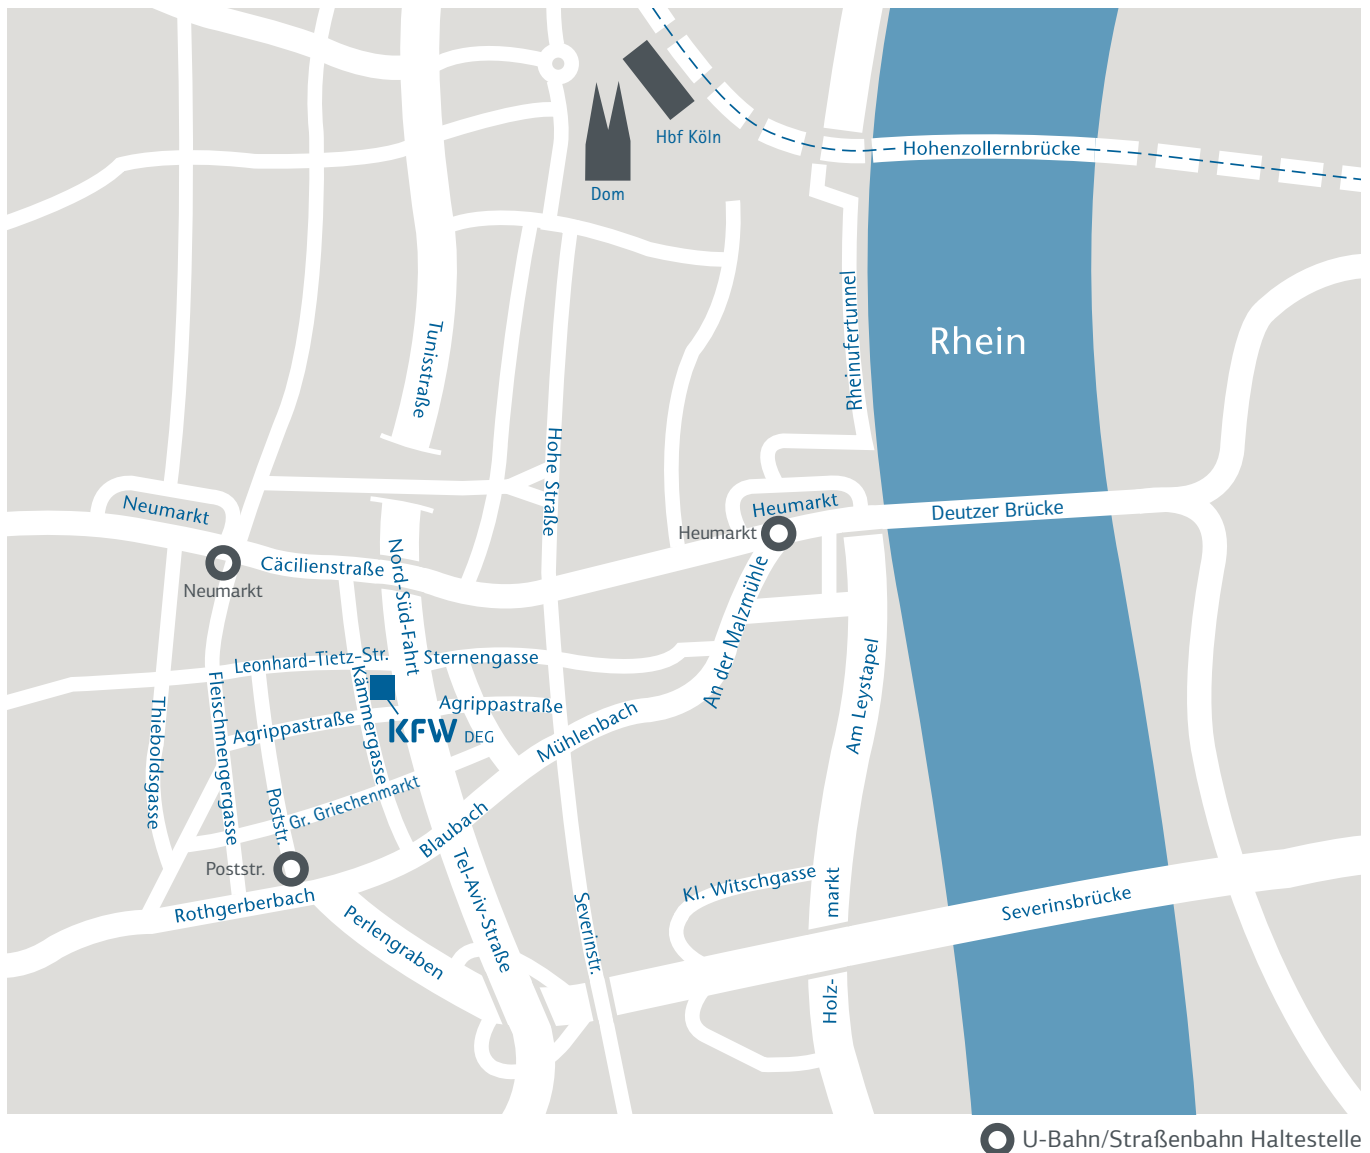 Hbf Köln
Hohenzollernbrücke
Dom
Rheinufertunnel
Rhein
Tunisstraße
Hohe Straße
Neumarkt
Heumarkt
Deutzer Brücke
Heumarkt
Neumarkt
Cäcilienstraße
Nord-Süd-Fahrt
An der Malzmühle
Leonhard-Tietz-Str.
Sternengasse
Kämmergasse
Am Leystapel
Thieboldsgasse
Fleischmengergasse
Agrippastraße
Agrippastraße
KFW DEG
Mühlenbach
Poststr.
Gr. Griechenmarkt
Blaubach
Poststr.
Tel-Aviv-Straße
Kl. Witschgasse
Rothgerberbach
Perlengraben
Severinstr.
Severinsbrücke
Holz-
markt
U-Bahn/Straßenbahn Haltestelle